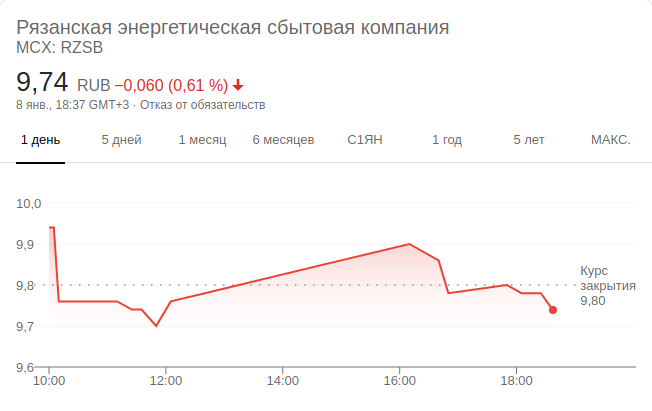 Рязанская энергетическая сбытовая компания
MCX: RZSB
9,74 RUB −0,060 (0,61 %)
8 янв., 18:37 GMT+3 · Отказ от обязательств
1 день 5 дней 1 месяц 6 месяцев С1ЯН 1 год 5 лет МАКС.
10,0
9,9
9,8
9,7
9,6
Курс
закрытия
9,80
10:00 12:00 14:00 16:00 18:00